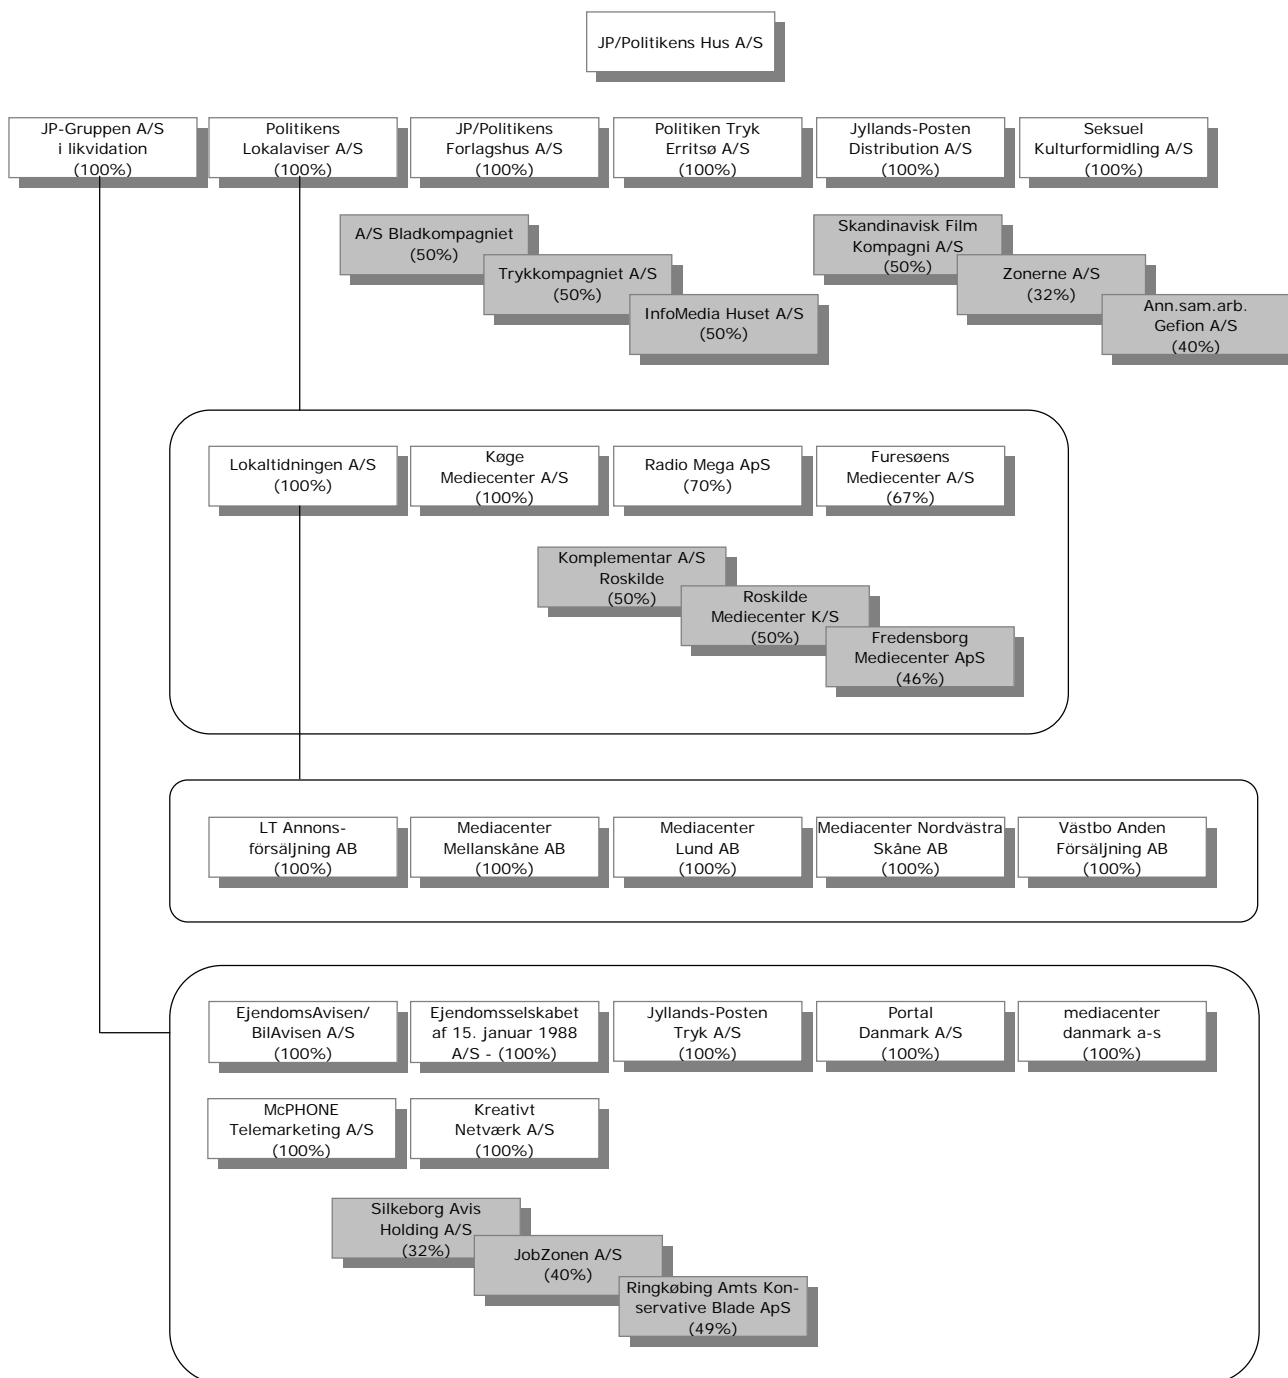 JP/Politikens Hus A/S
JP-Gruppen A/S
i likvidation
(100%)
Politikens
Lokalaviser A/S
(100%)
JP/Politikens
Forlagshus A/S
(100%)
Politiken Tryk
Erritsø A/S
(100%)
Jyllands-Posten
Distribution A/S
(100%)
Seksuel
Kulturformidling A/S
(100%)
A/S Bladkompagniet
(50%)
Trykkompagniet A/S
(50%)
InfoMedia Huset A/S
(50%)
Skandinavisk Film
Kompagni A/S
(50%)
Zonerne A/S
(32%)
Ann.sam.arb.
Gefion A/S
(40%)
Lokaltidningen A/S
(100%)
Køge
Mediecenter A/S
(100%)
Radio Mega ApS
(70%)
Furesøens
Mediecenter A/S
(67%)
Komplementar A/S
Roskilde
(50%)
Roskilde
Mediecenter K/S
(50%)
Fredensborg
Mediecenter ApS
(46%)
LT Annons-
försäljning AB
(100%)
Mediacenter
Mellanskåne AB
(100%)
Mediacenter
Lund AB
(100%)
Mediacenter Nordvästra
Skåne AB
(100%)
Västbo Anden
Försäljning AB
(100%)
EjendomsAvisen/
BilAvisen A/S
(100%)
Ejendomsselskabet
af 15. januar 1988
A/S - (100%)
Jyllands-Posten
Tryk A/S
(100%)
Portal
Danmark A/S
(100%)
mediacenter
danmark a-s
(100%)
McPHONE
Telemarketing A/S
(100%)
Kreativt
Netværk A/S
(100%)
Silkeborg Avis
Holding A/S
(32%)
JobZonen A/S
(40%)
Ringkøbing Amts Kon-
servative Blade ApS
(49%)